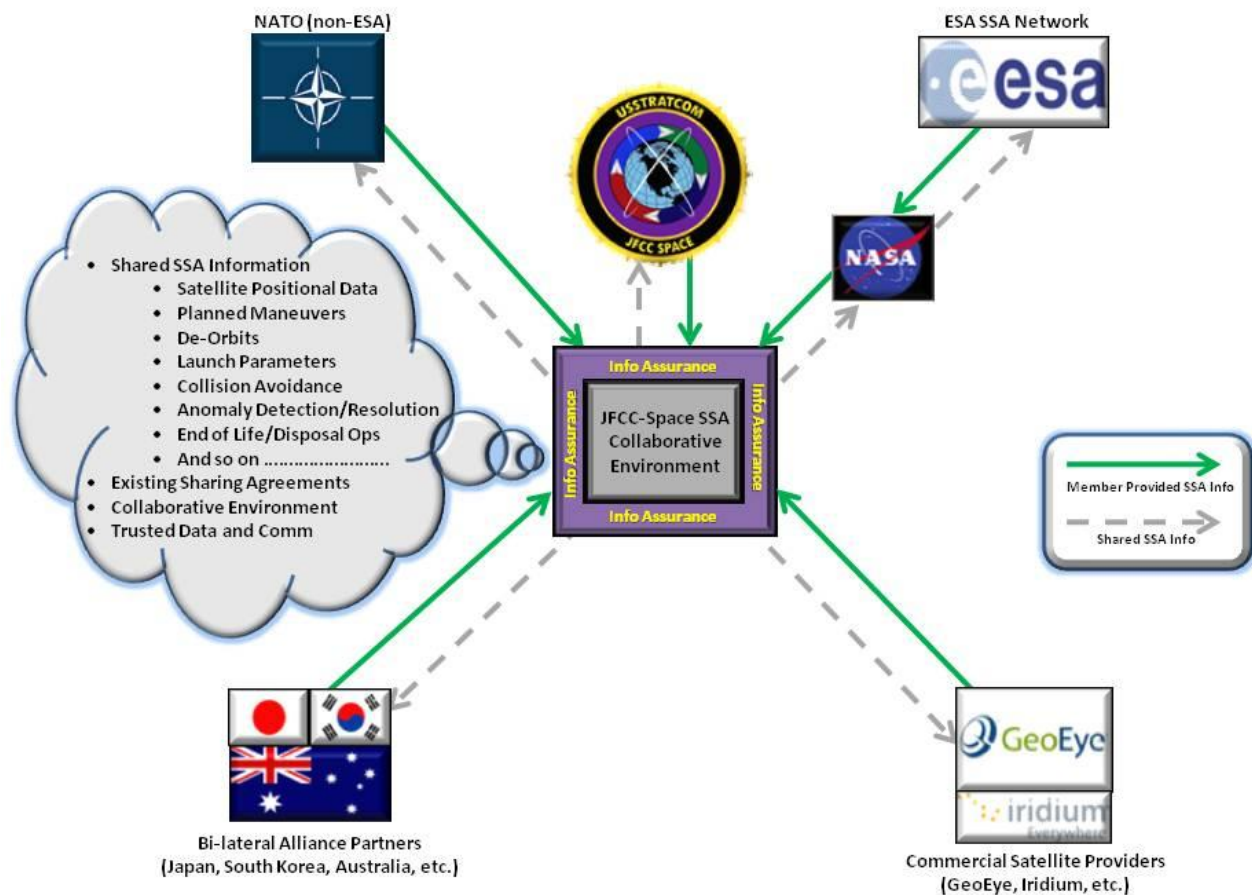 NATO (non-ESA)
ESA SSA Network
esa
USSTRATCOM
JFCC SPACE
NASA
• Shared SSA Information
• Satellite Positional Data
• Planned Maneuvers
• De-Orbits
• Launch Parameters
• Collision Avoidance
• Anomaly Detection/Resolution
• End of Life/Disposal Ops
• And so on ............................
• Existing Sharing Agreements
• Collaborative Environment
• Trusted Data and Comm
Info Assurance
Info Assurance
JFCC-Space SSA
Collaborative
Environment
Info Assurance
Info Assurance
Member Provided SSA Info
Shared SSA Info
GeoEye
iridium
Everywhere
Bi-lateral Alliance Partners
(Japan, South Korea, Australia, etc.)
Commercial Satellite Providers
(GeoEye, Iridium, etc.)